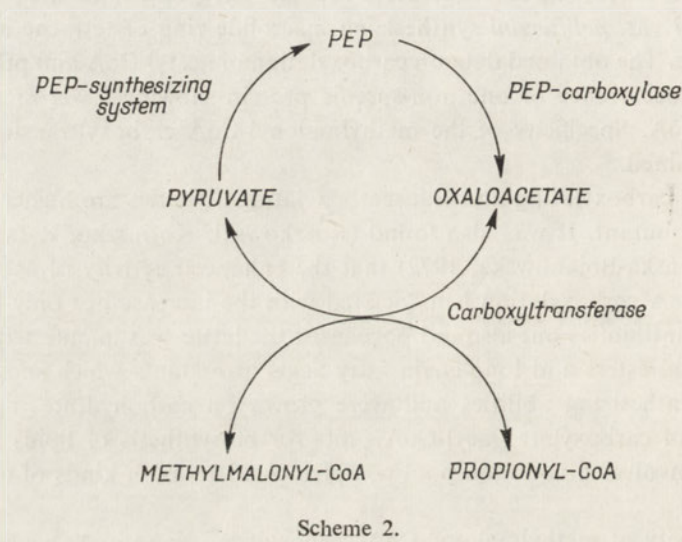 PEP
PEP-synthesizing
system
PEP-carboxylase
PYRUVATE
OXALOACETATE
Carboxyltransferase
METHYLMALONYL-CoA
PROPIONYL-CoA
Scheme 2.